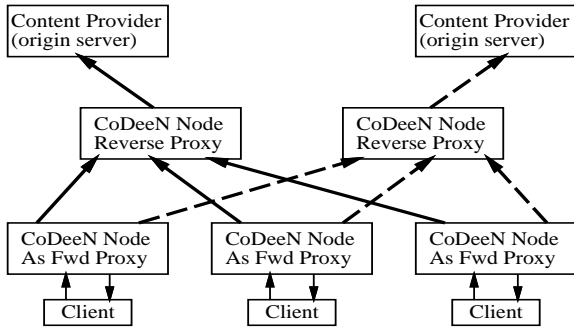 Content Provider
(origin server)
Content Provider
(origin server)
CoDeeN Node
Reverse Proxy
CoDeeN Node
Reverse Proxy
CoDeeN Node
As Fwd Proxy
CoDeeN Node
As Fwd Proxy
CoDeeN Node
As Fwd Proxy
Client
Client
Client